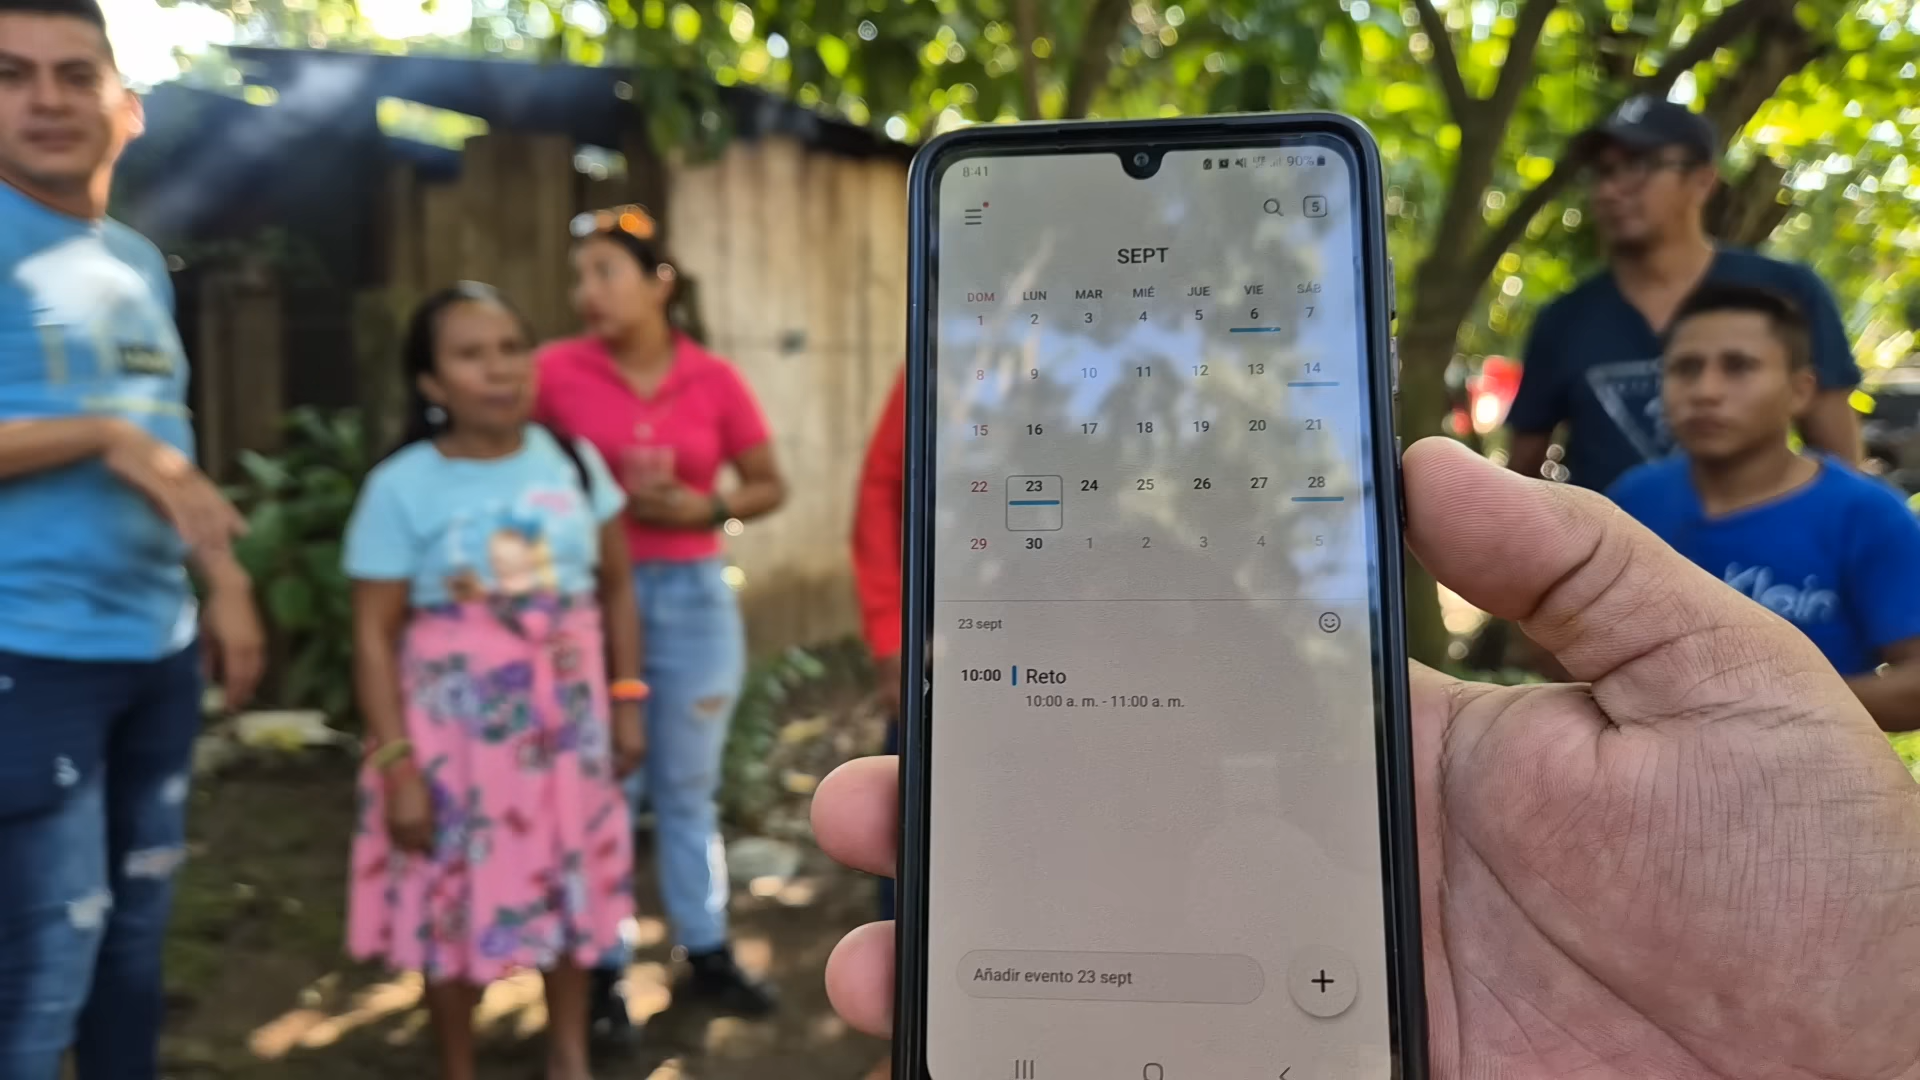 8:41 90%
5
SEPT
DOM LUN MAR MIÉ JUE VIE SÁB
1 2 3 4 5 6 7
8 9 10 11 12 13 14
15 16 17 18 19 20 21
22 23 24 25 26 27 28
29 30 1 2 3 4 5
23 sept
10:00 Reto
10:00 a. m. - 11:00 a. m.
Añadir evento 23 sept
Klein